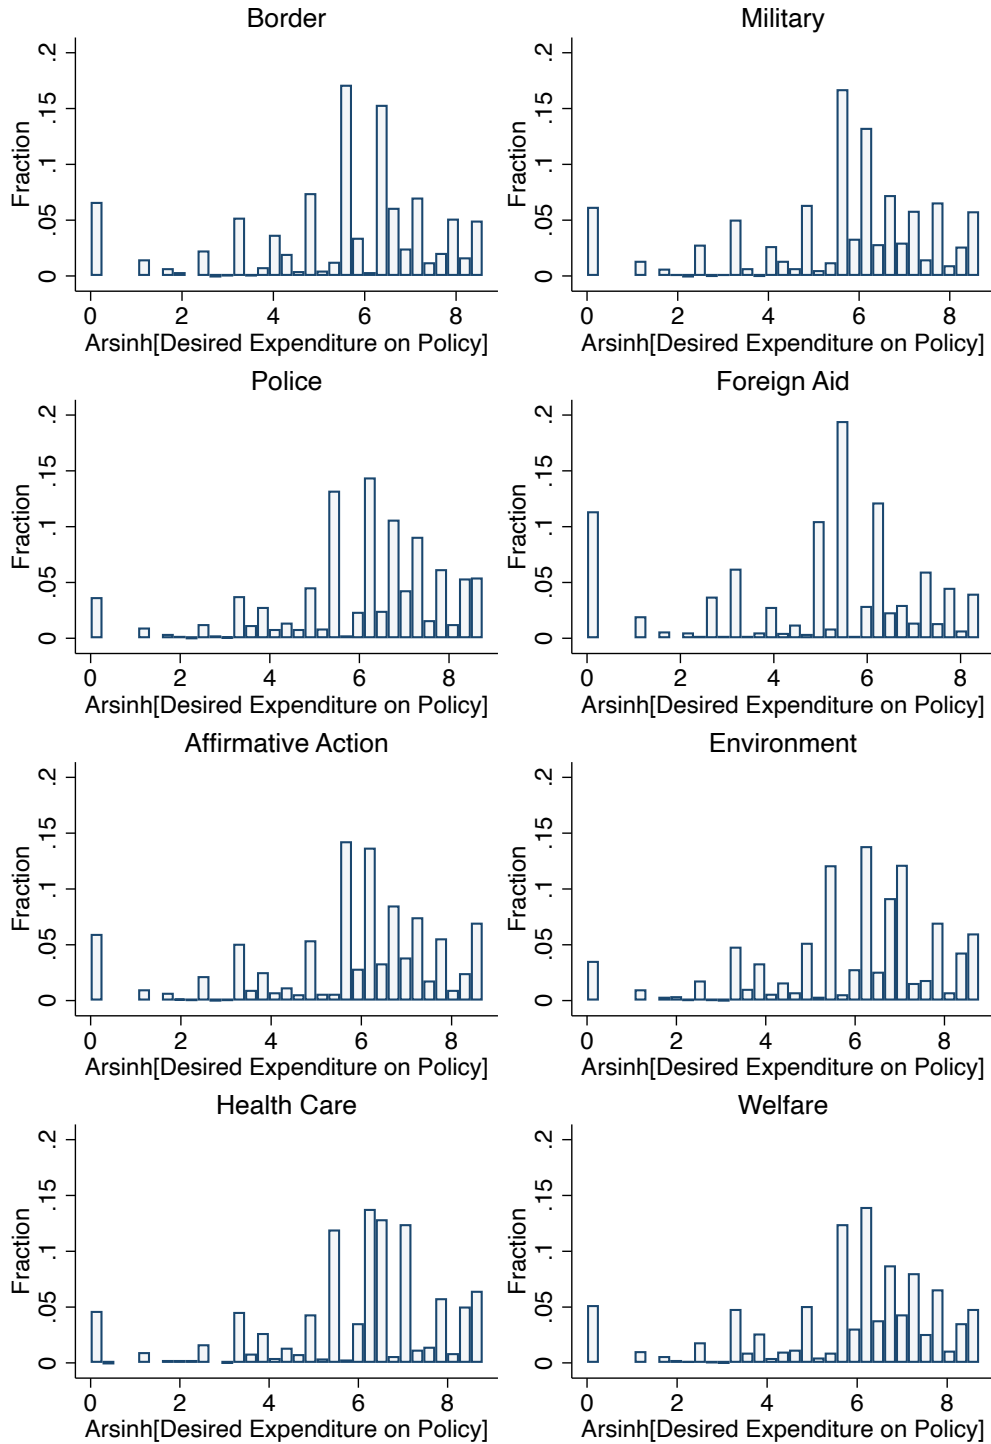 Border
Fraction
0 .05 .1 .15 .2
0 2 4 6 8
Arsinh[Desired Expenditure on Policy]
Military
Fraction
0 .05 .1 .15 .2
0 2 4 6 8
Arsinh[Desired Expenditure on Policy]
Police
Fraction
0 .05 .1 .15 .2
0 2 4 6 8
Arsinh[Desired Expenditure on Policy]
Foreign Aid
Fraction
0 .05 .1 .15 .2
0 2 4 6 8
Arsinh[Desired Expenditure on Policy]
Affirmative Action
Fraction
0 .05 .1 .15 .2
0 2 4 6 8
Arsinh[Desired Expenditure on Policy]
Environment
Fraction
0 .05 .1 .15 .2
0 2 4 6 8
Arsinh[Desired Expenditure on Policy]
Health Care
Fraction
0 .05 .1 .15 .2
0 2 4 6 8
Arsinh[Desired Expenditure on Policy]
Welfare
Fraction
0 .05 .1 .15 .2
0 2 4 6 8
Arsinh[Desired Expenditure on Policy]